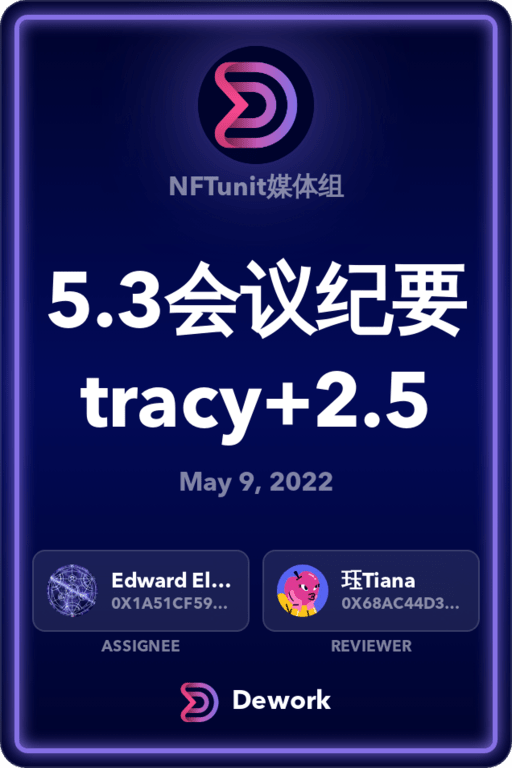 NFTunit媒体组
5.3会议纪要
tracy+2.5
May 9, 2022
Edward El...
0X1A51CF59...
ASSIGNEE
珏Tiana
0X68AC44D3...
REVIEWER
Dework